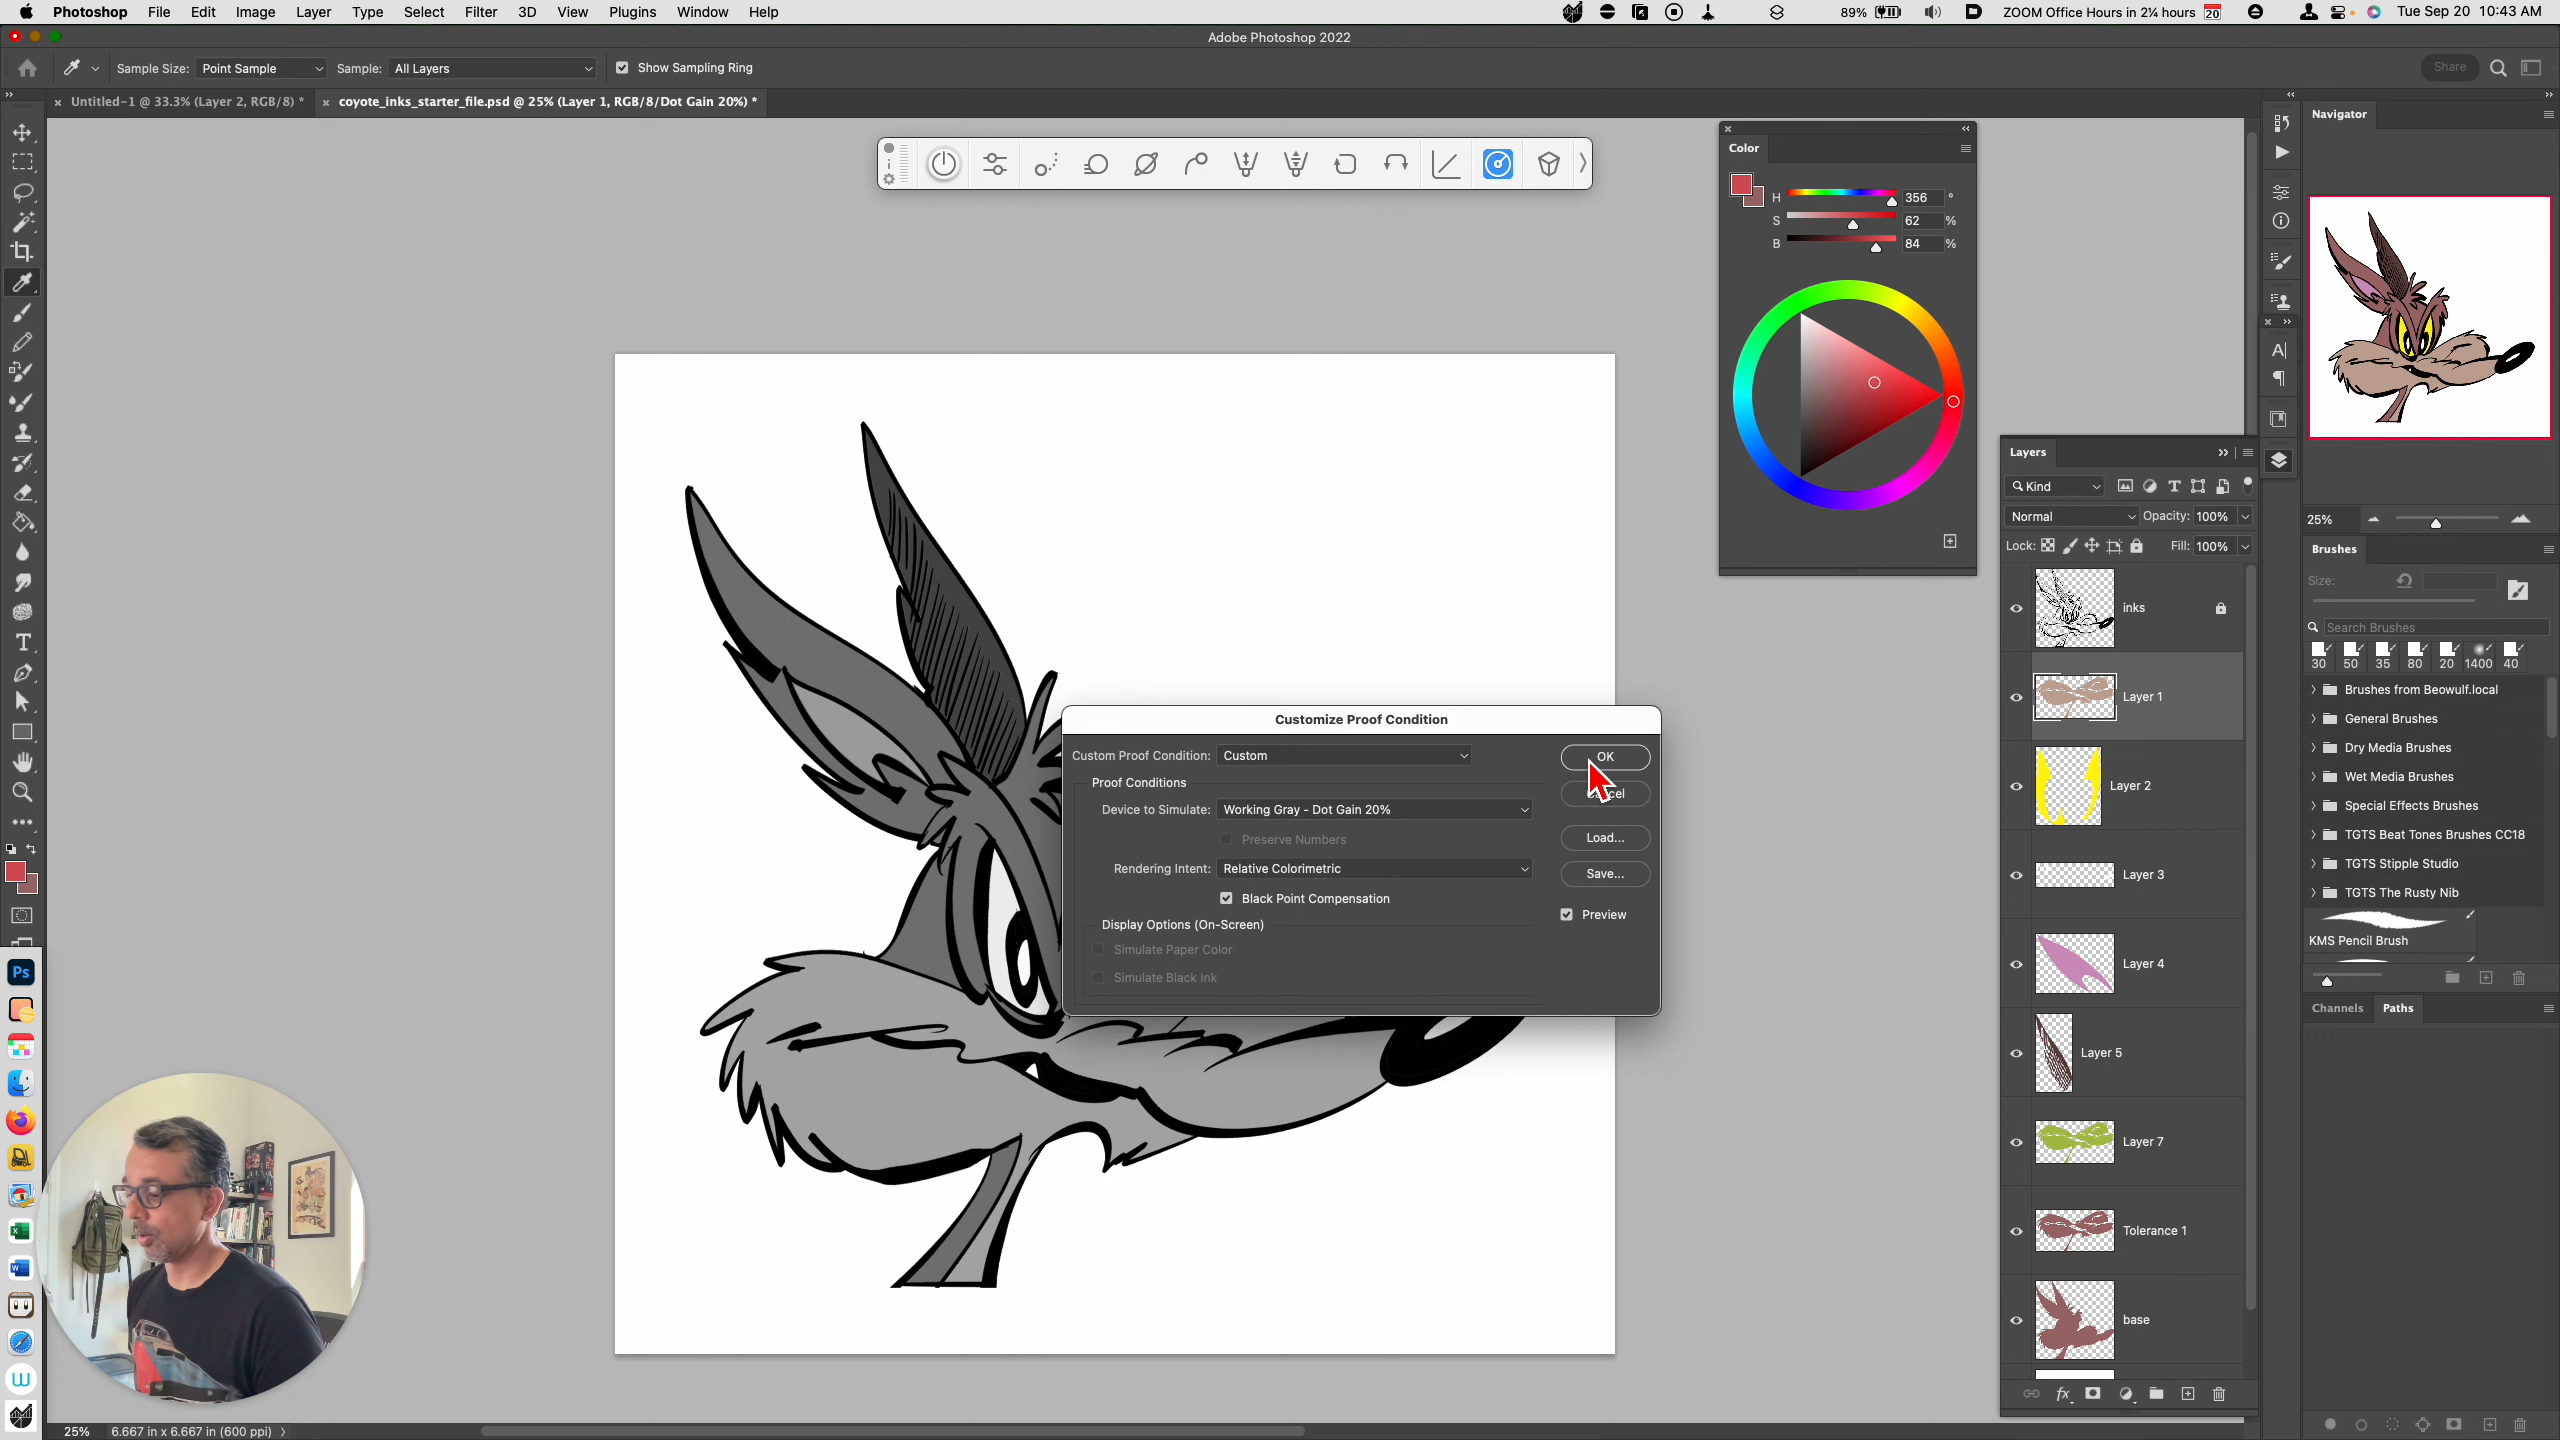 Photoshop File Edit Image Layer Type Select Filter 3D View Plugins Window Help 89% ZOOM Office Hours in 2¼ hours 20 Tue Sep 20 10:43 AM
Adobe Photoshop 2022
Sample Size: Point Sample Sample: All Layers Show Sampling Ring Share
Untitled-1 @ 33.3% (Layer 2, RGB/8) * coyote_inks_starter_file.psd @ 25% (Layer 1, RGB/8/Dot Gain 20%) *
Navigator
Color
H 356 °
S 62 %
B 84 %
Layers
Kind
Normal Opacity: 100%
Lock: Fill: 100%
inks
Layer 1
Layer 2
Layer 3
Layer 4
Layer 5
Layer 7
Tolerance 1
base
25%
Brushes
Size:
Search Brushes
30 50 35 80 20 1400 40
Brushes from Beowulf.local
General Brushes
Dry Media Brushes
Wet Media Brushes
Special Effects Brushes
TGTS Beat Tones Brushes CC18
TGTS Stipple Studio
TGTS The Rusty Nib
KMS Pencil Brush
Channels Paths
Customize Proof Condition
Custom Proof Condition: Custom OK
Proof Conditions
Device to Simulate: Working Gray - Dot Gain 20%
Preserve Numbers Load...
Rendering Intent: Relative Colorimetric Save...
Black Point Compensation Preview
Display Options (On-Screen)
Simulate Paper Color
Simulate Black Ink
Ps
25% 6.667 in x 6.667 in (600 ppi)